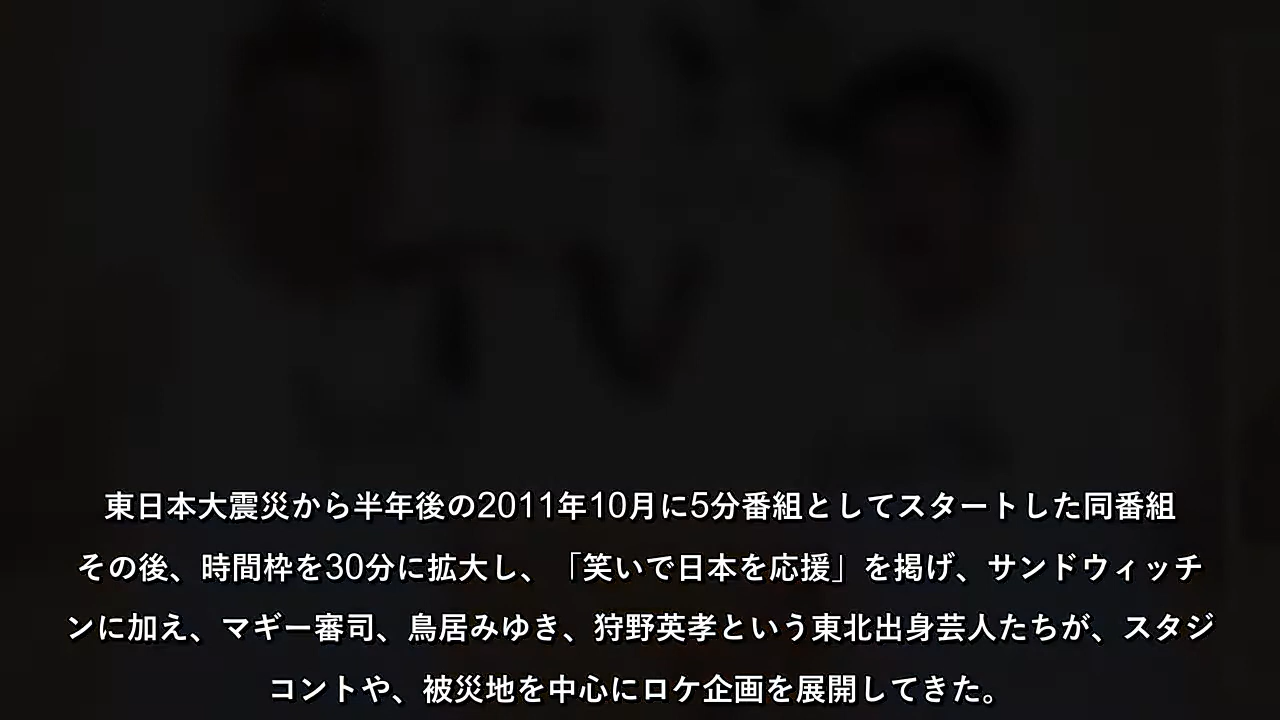 TV
東日本大震災から半年後の2011年10月に5分番組としてスタートした同番組
その後、時間枠を30分に拡大し、「笑いで日本を応援」を掲げ、サンドウィッチ
ンに加え、マギー審司、鳥居みゆき、狩野英孝という東北出身芸人たちが、スタジ
コントや、被災地を中心にロケ企画を展開してきた。